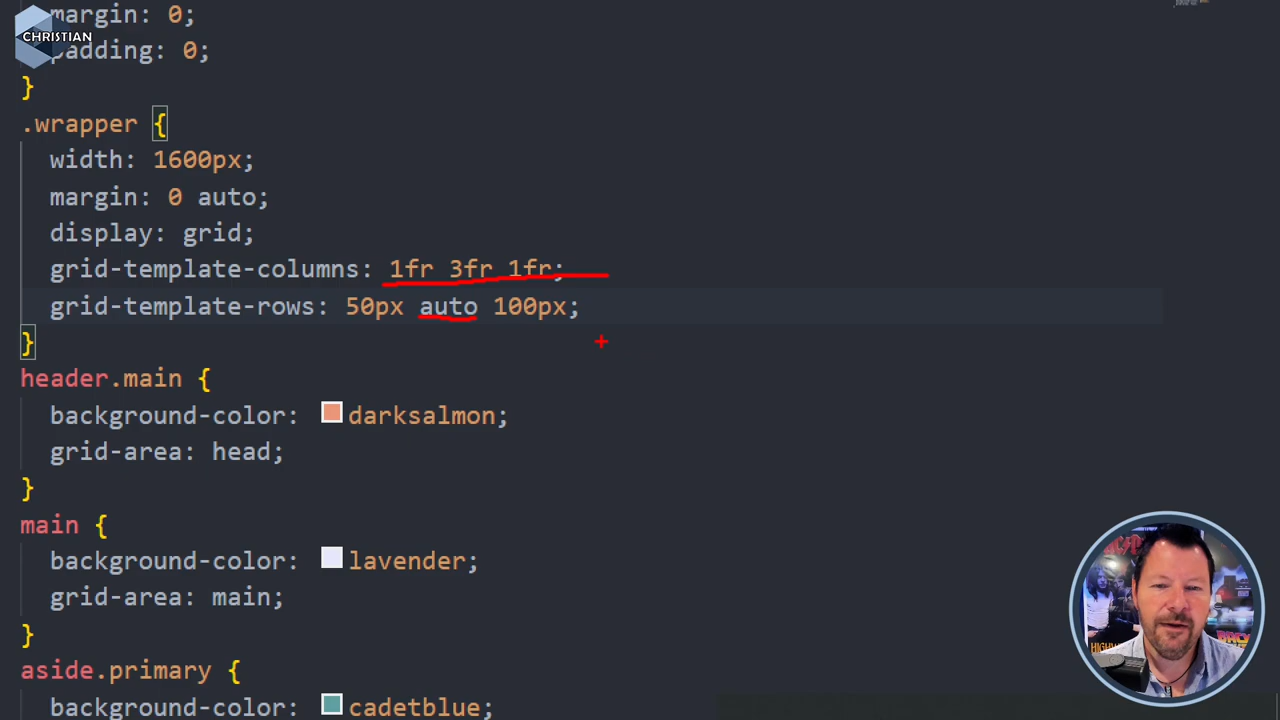 margin: 0;
CHRISTIAN
padding: 0;
}
.wrapper {
width: 1600px;
margin: 0 auto;
display: grid;
grid-template-columns: 1fr 3fr 1fr;
grid-template-rows: 50px auto 100px;
}
header.main {
background-color: darksalmon;
grid-area: head;
}
main {
background-color: lavender;
grid-area: main;
}
aside.primary {
background-color: cadetblue;